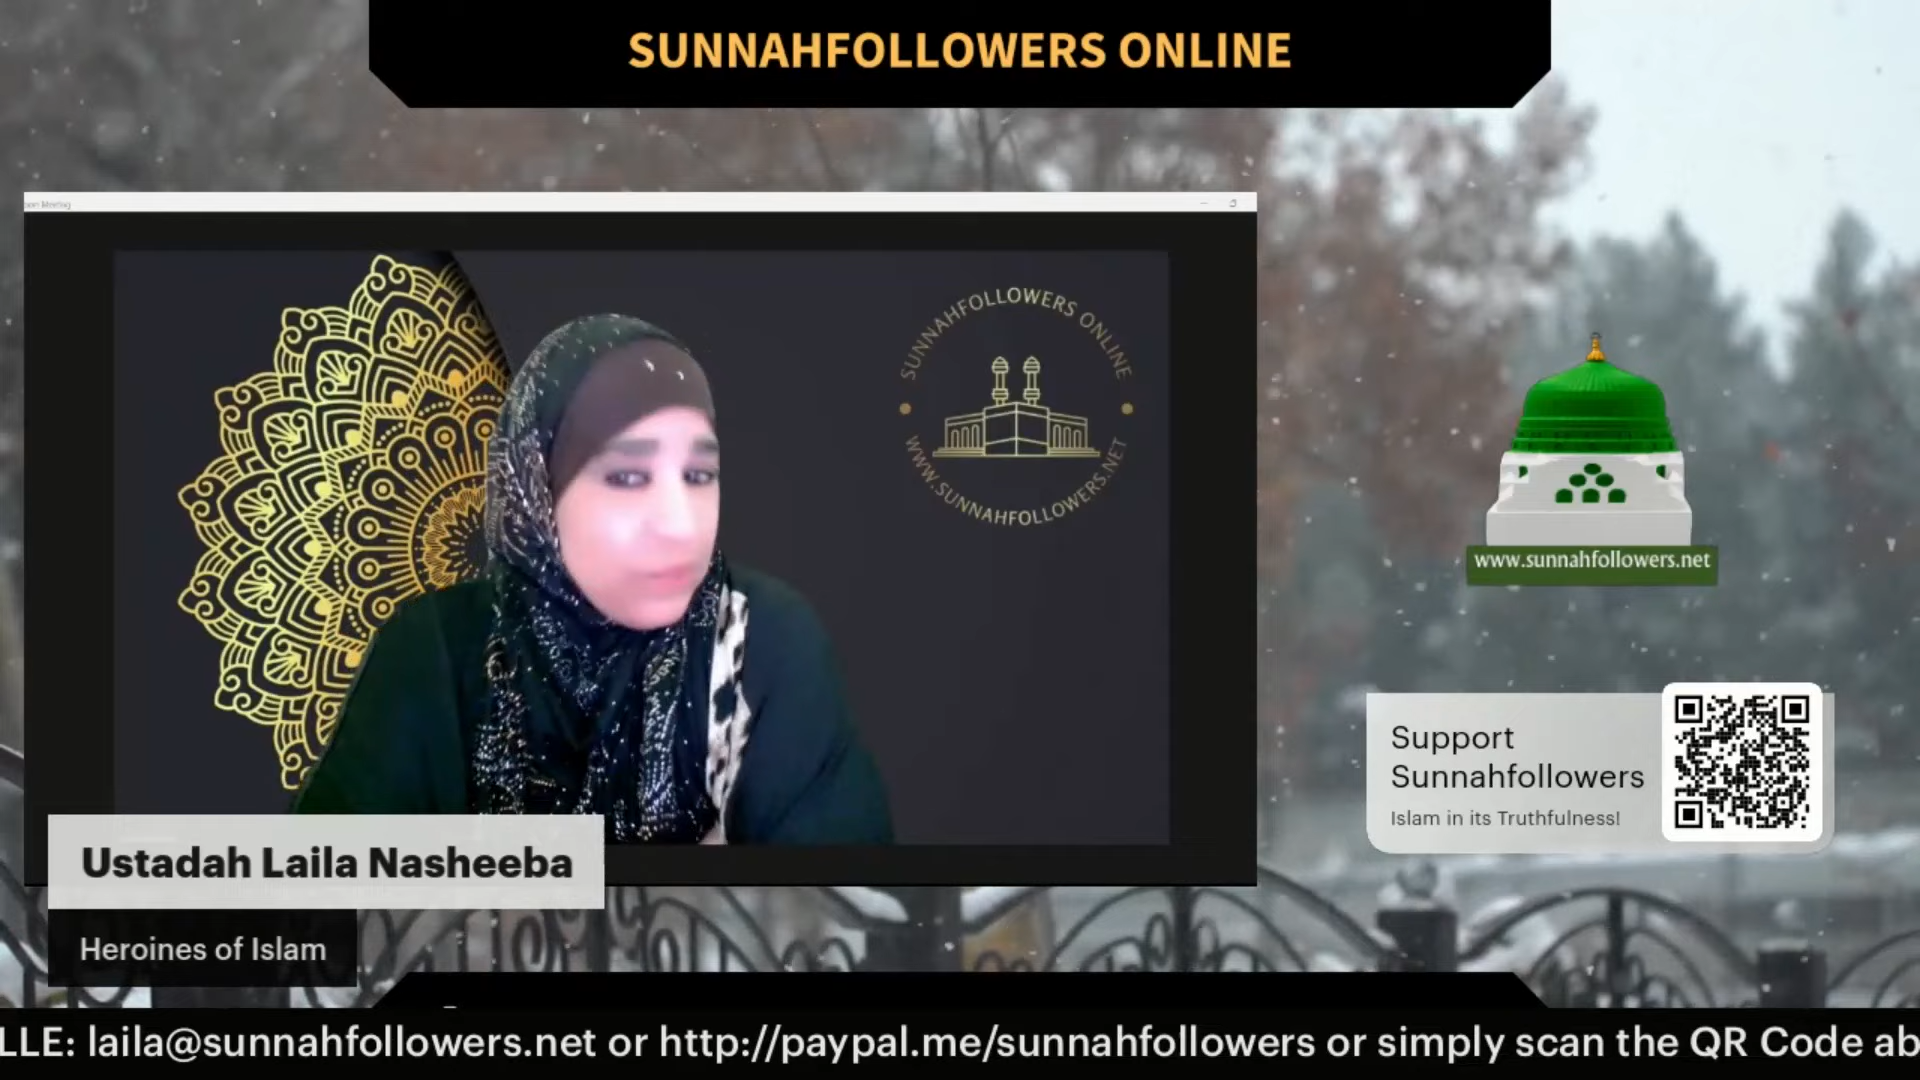 SUNNAHFOLLOWERS ONLINE
SUNNAHFOLLOWERS ONLINE
WWW.SUNNAHFOLLOWERS.NET
www.sunnahfollowers.net
Support
Sunnahfollowers
Islam in its Truthfulness!
Ustadah Laila Nasheeba
Heroines of Islam
LLE: laila@sunnahfollowers.net or http://paypal.me/sunnahfollowers or simply scan the QR Code ab